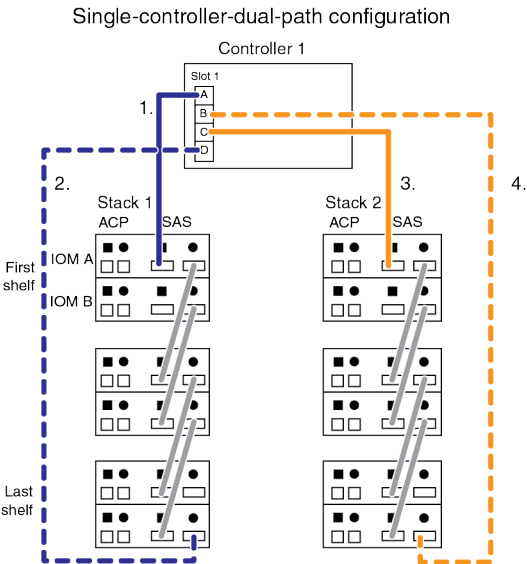 Single-controller-dual-path configuration
Controller 1
Slot 1
A
1.
B
C
D
2.
3.
4.
Stack 1
Stack 2
ACP
SAS
ACP
SAS
First
shelf
IOM A
IOM B
Last
shelf